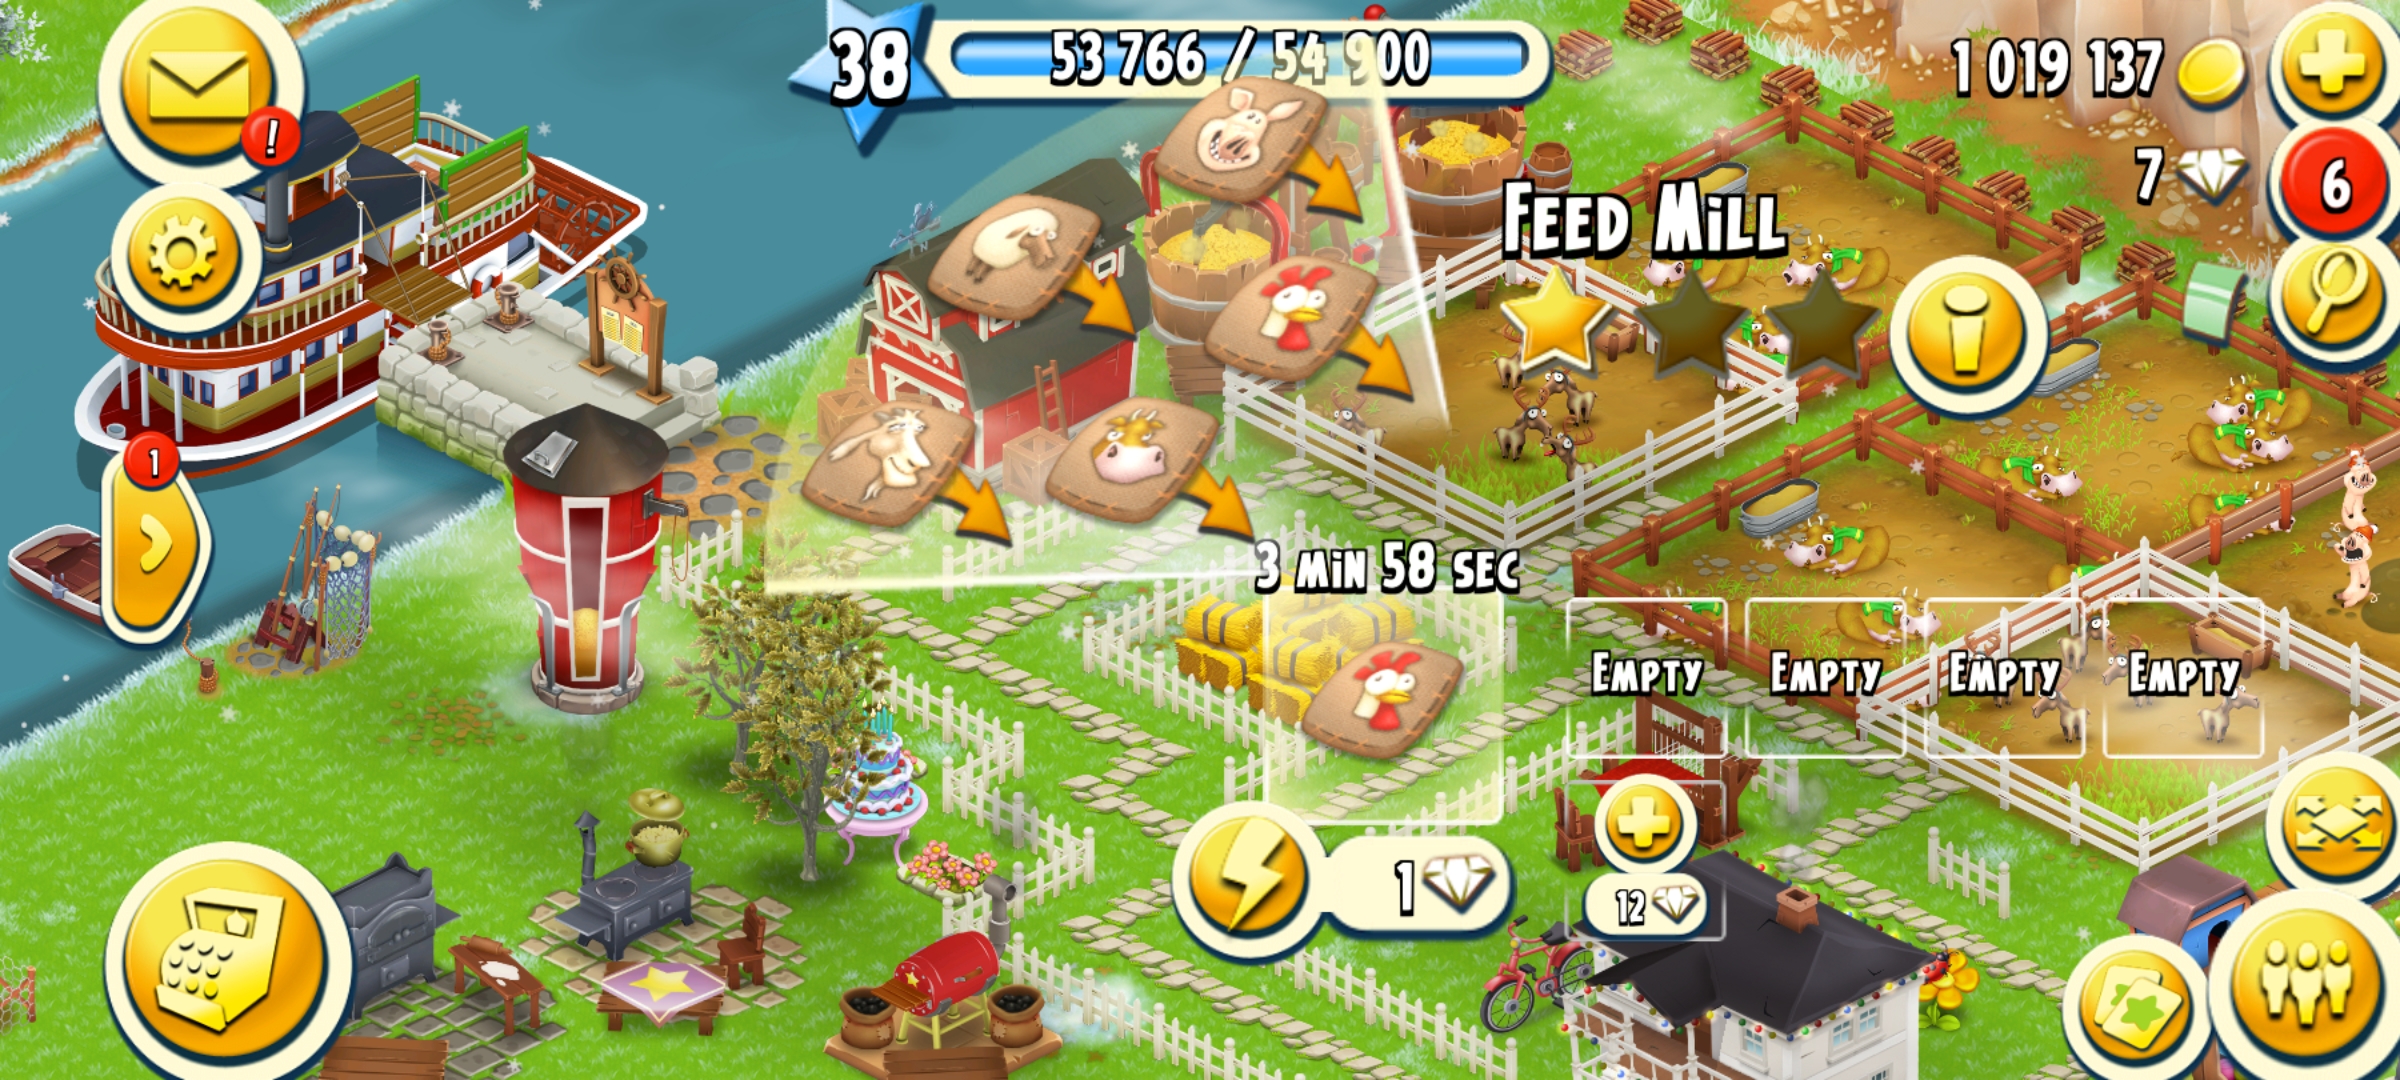 38
53 766 / 54 900
1 019 137
7
!
6
FEED MiLL
1
3 MiN 58 SEC
EMPTY
EMPTY
EMPTY
EMPTY
1
12